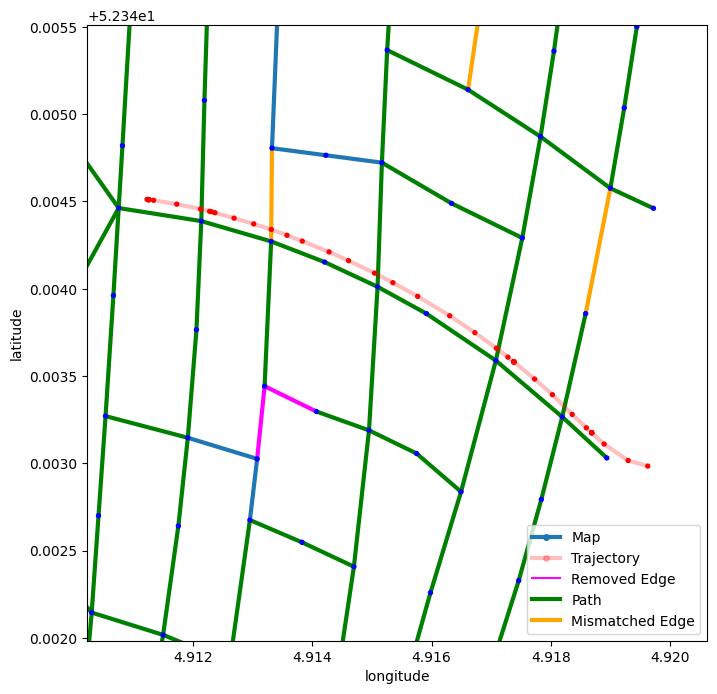 +5.234e1
0.0055
0.0050
0.0045
0.0040
0.0035
0.0030
0.0025
0.0020
latitude
4.912
4.914
4.916
4.918
4.920
longitude
Map
Trajectory
Removed Edge
Path
Mismatched Edge